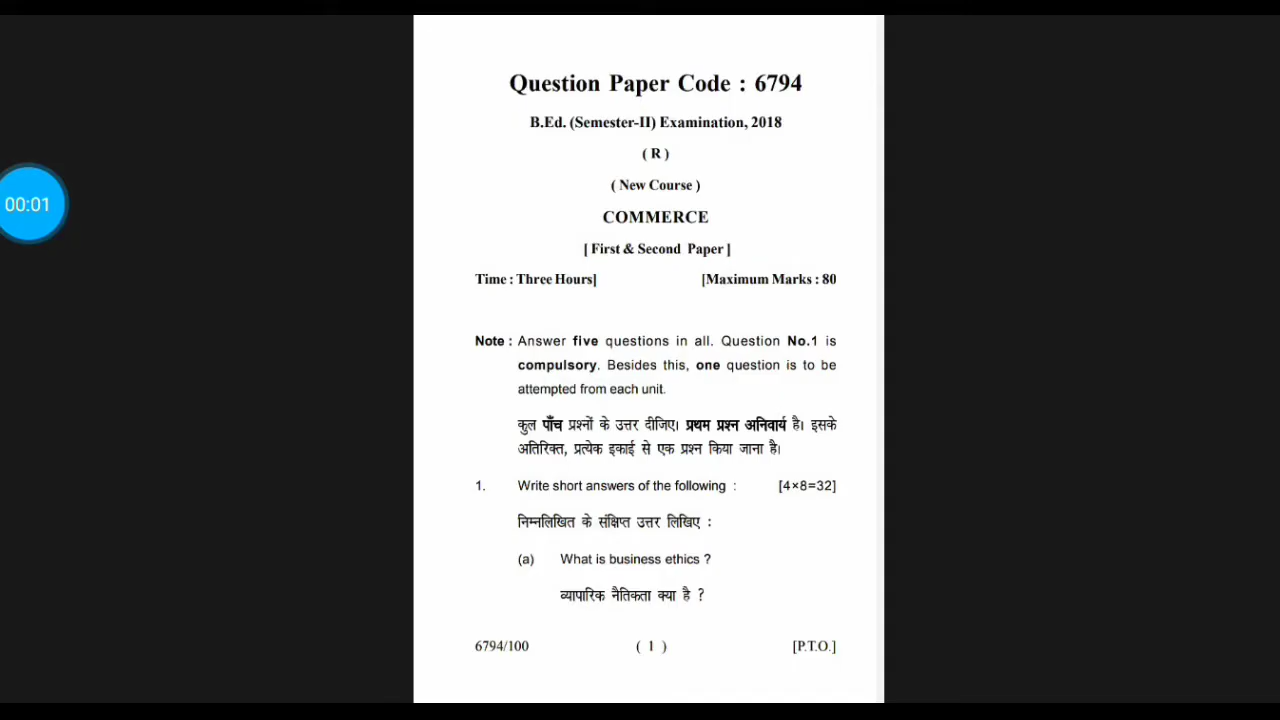 00:01
Question Paper Code : 6794
B.Ed. (Semester-II) Examination, 2018
( R )
( New Course )
COMMERCE
[ First & Second Paper ]
Time : Three Hours] [Maximum Marks : 80
Note : Answer five questions in all. Question No.1 is
compulsory. Besides this, one question is to be
attempted from each unit.
कुल पाँच प्रश्नों के उत्तर दीजिए। प्रथम प्रश्न अनिवार्य है। इसके
अतिरिक्त, प्रत्येक इकाई से एक प्रश्न किया जाना है।
1. Write short answers of the following : [4×8=32]
निम्नलिखित के संक्षिप्त उत्तर लिखिए :
(a) What is business ethics ?
व्यापारिक नैतिकता क्या है ?
6794/100 ( 1 ) [P.T.O.]